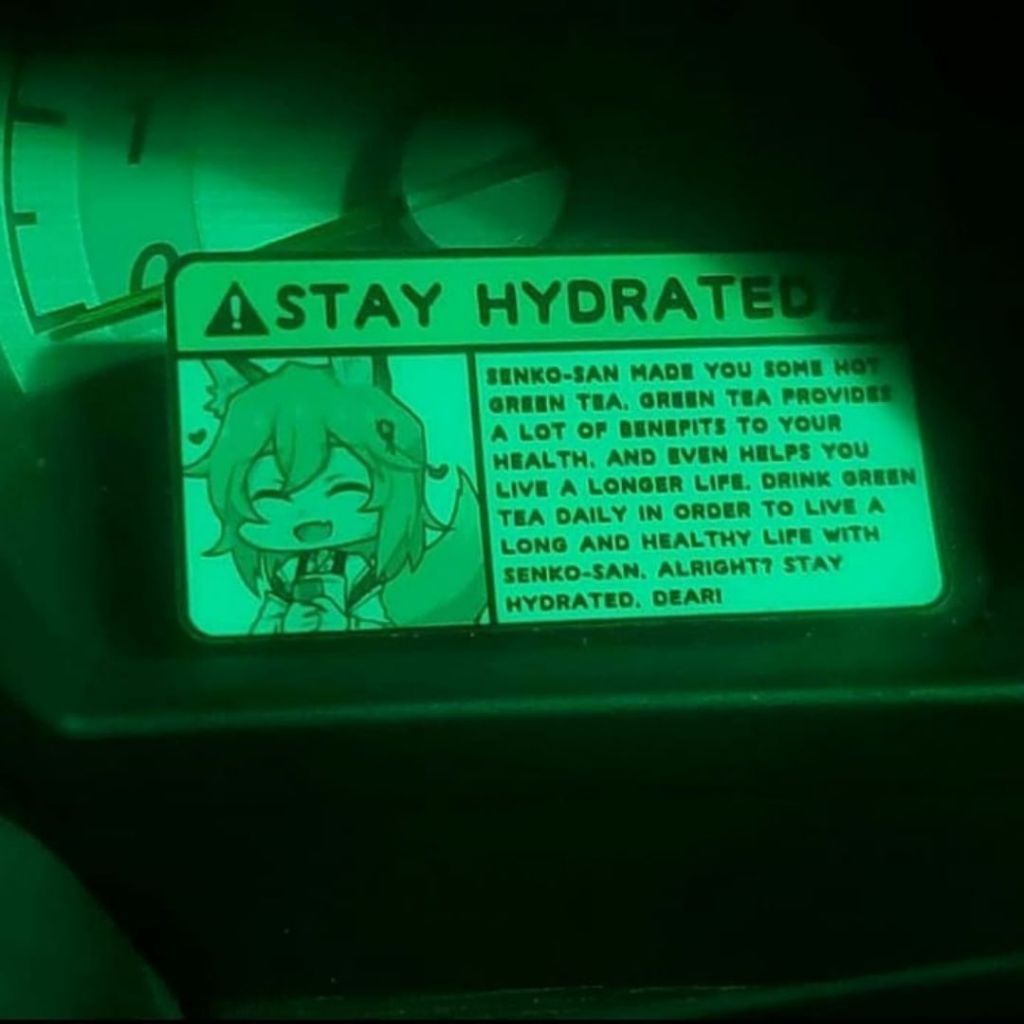 1
0
STAY HYDRATED
SENKO-SAN MADE YOU SOME HOT
GREEN TEA. GREEN TEA PROVIDES
A LOT OF BENEFITS TO YOUR
HEALTH. AND EVEN HELPS YOU
LIVE A LONGER LIFE. DRINK GREEN
TEA DAILY IN ORDER TO LIVE A
LONG AND HEALTHY LIFE WITH
SENKO-SAN. ALRIGHT? STAY
HYDRATED. DEAR!